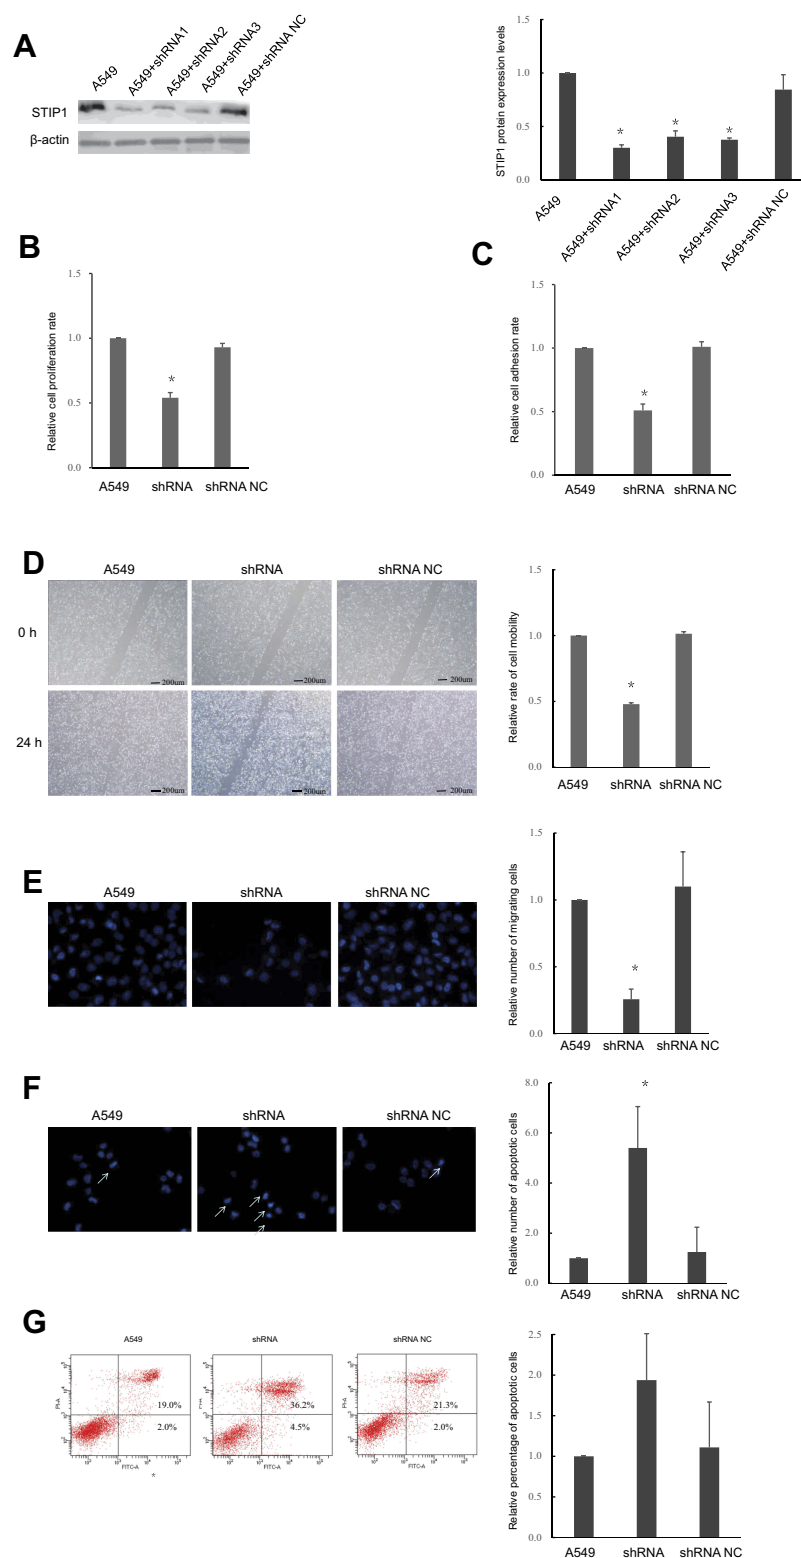 A
A549
A549+shRNA1
A549+shRNA2
A549+shRNA3
A549+shRNA NC
STIP1
β-actin
STIP1 protein expression levels
1.5
1.0
0.5
0.0
*
*
*
A549
A549+shRNA1
A549+shRNA2
A549+shRNA3
A549+shRNA NC
B
Relative cell proliferation rate
1.5
1.0
0.5
0.0
*
A549 shRNA shRNA NC
C
Relative cell adhesion rate
1.5
1.0
0.5
0.0
*
A549 shRNA shRNA NC
D
A549 shRNA shRNA NC
0 h
200um 200um 200um
24 h
200um 200um 200um
Relative rate of cell mobility
1.5
1.0
0.5
0.0
*
A549 shRNA shRNA NC
E
A549 shRNA shRNA NC
Relative number of migrating cells
1.5
1.0
0.5
0.0
*
A549 shRNA shRNA NC
F
A549 shRNA shRNA NC
Relative number of apoptotic cells
8.0
6.0
4.0
2.0
0.0
*
A549 shRNA shRNA NC
G
A549 shRNA shRNA NC
19.0% 36.2% 21.3%
2.0% 4.5% 2.0%
FITC-A FITC-A FITC-A
*
Relative percentage of apoptotic cells
2.5
2.0
1.5
1.0
0.5
0.0
A549 shRNA shRNA NC